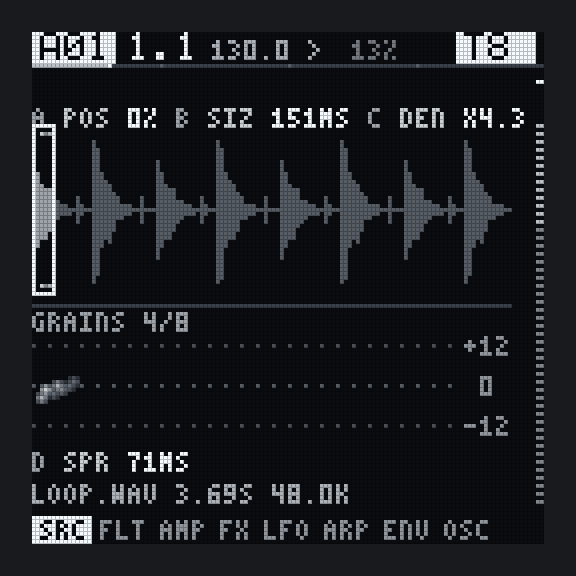 A01 1.1 130.0 > 13% T8
A POS 0% B SIZ 151MS C DEN X4.3
GRAINS 4/8
+12
0
-12
D SPR 71MS
LOOP.WAV 3.69S 48.0K
SRC FLT AMP FX LFO ARP ENV OSC